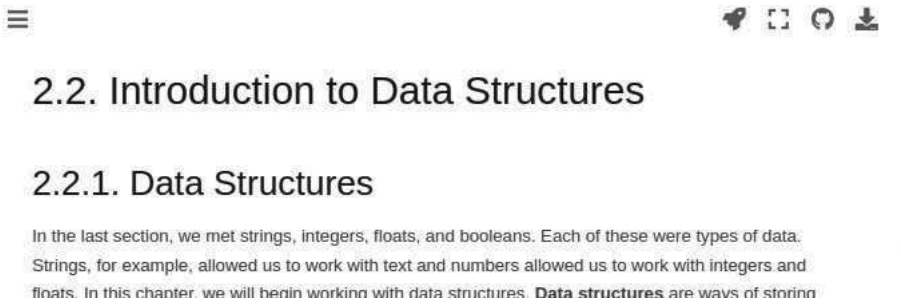 2.2. Introduction to Data Structures
2.2.1. Data Structures
In the last section, we met strings, integers, floats, and booleans. Each of these were types of data.
Strings, for example, allowed us to work with text and numbers allowed us to work with integers and
floats. In this chapter, we will begin working with data structures. Data structures are ways of storing